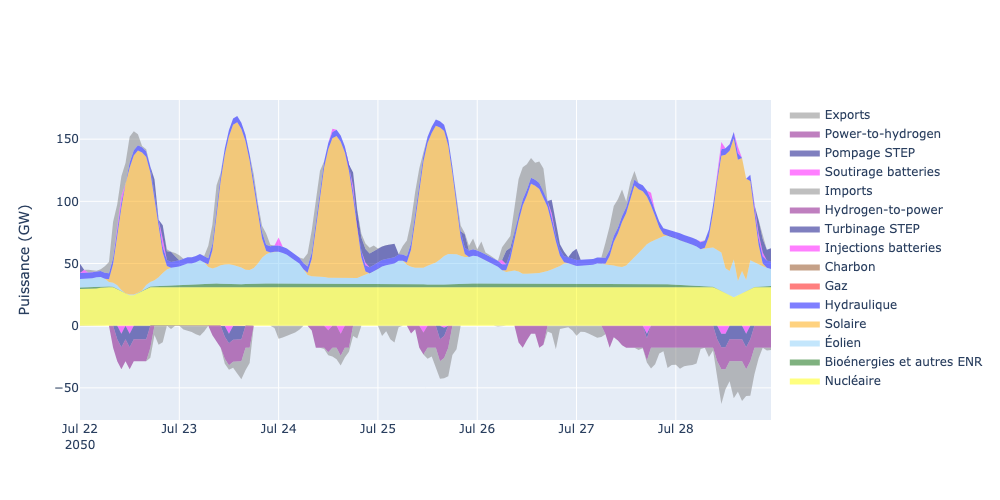 Puissance (GW)
150
100
50
0
−50
Jul 22
2050
Jul 23
Jul 24
Jul 25
Jul 26
Jul 27
Jul 28
Exports
Power-to-hydrogen
Pompage STEP
Soutirage batteries
Imports
Hydrogen-to-power
Turbinage STEP
Injections batteries
Charbon
Gaz
Hydraulique
Solaire
Éolien
Bioénergies et autres ENR
Nucléaire